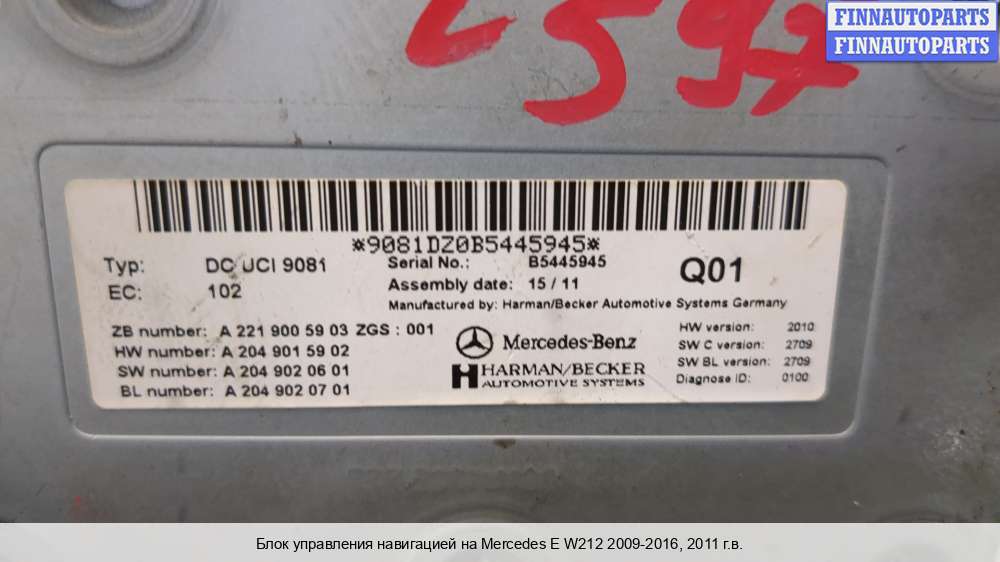 FINNAUTOPARTS
FINNAUTOPARTS
*9081DZ0B5445945*
Typ: DC UCI 9081
Serial No.: B5445945
EC: 102
Assembly date: 15 / 11
Q01
Manufactured by: Harman/Becker Automotive Systems Germany
ZB number: A 221 900 59 03 ZGS : 001
HW number: A 204 901 59 02
SW number: A 204 902 06 01
BL number: A 204 902 07 01
Mercedes-Benz
HARMAN/BECKER
AUTOMOTIVE SYSTEMS
HW version: 2010
SW C version: 2709
SW BL version: 2709
Diagnose ID: 0100
Блок управления навигацией на Mercedes E W212 2009-2016, 2011 г.в.